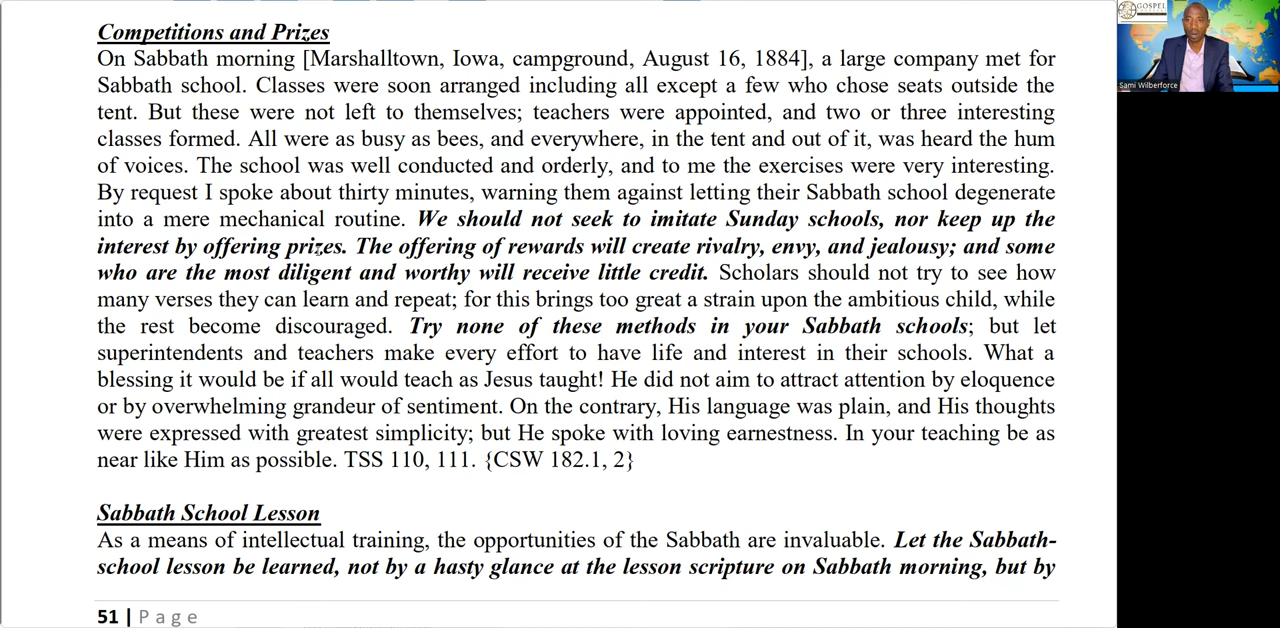 Competitions and Prizes
On Sabbath morning [Marshalltown, Iowa, campground, August 16, 1884], a large company met for
Sabbath school. Classes were soon arranged including all except a few who chose seats outside the
tent. But these were not left to themselves; teachers were appointed, and two or three interesting
classes formed. All were as busy as bees, and everywhere, in the tent and out of it, was heard the hum
of voices. The school was well conducted and orderly, and to me the exercises were very interesting.
By request I spoke about thirty minutes, warning them against letting their Sabbath school degenerate
into a mere mechanical routine. We should not seek to imitate Sunday schools, nor keep up the
interest by offering prizes. The offering of rewards will create rivalry, envy, and jealousy; and some
who are the most diligent and worthy will receive little credit. Scholars should not try to see how
many verses they can learn and repeat; for this brings too great a strain upon the ambitious child, while
the rest become discouraged. Try none of these methods in your Sabbath schools; but let
superintendents and teachers make every effort to have life and interest in their schools. What a
blessing it would be if all would teach as Jesus taught! He did not aim to attract attention by eloquence
or by overwhelming grandeur of sentiment. On the contrary, His language was plain, and His thoughts
were expressed with greatest simplicity; but He spoke with loving earnestness. In your teaching be as
near like Him as possible. TSS 110, 111. {CSW 182.1, 2}
Sabbath School Lesson
As a means of intellectual training, the opportunities of the Sabbath are invaluable. Let the Sabbath-
school lesson be learned, not by a hasty glance at the lesson scripture on Sabbath morning, but by
51 | Page
GOSPEL
Sami Wilberforce